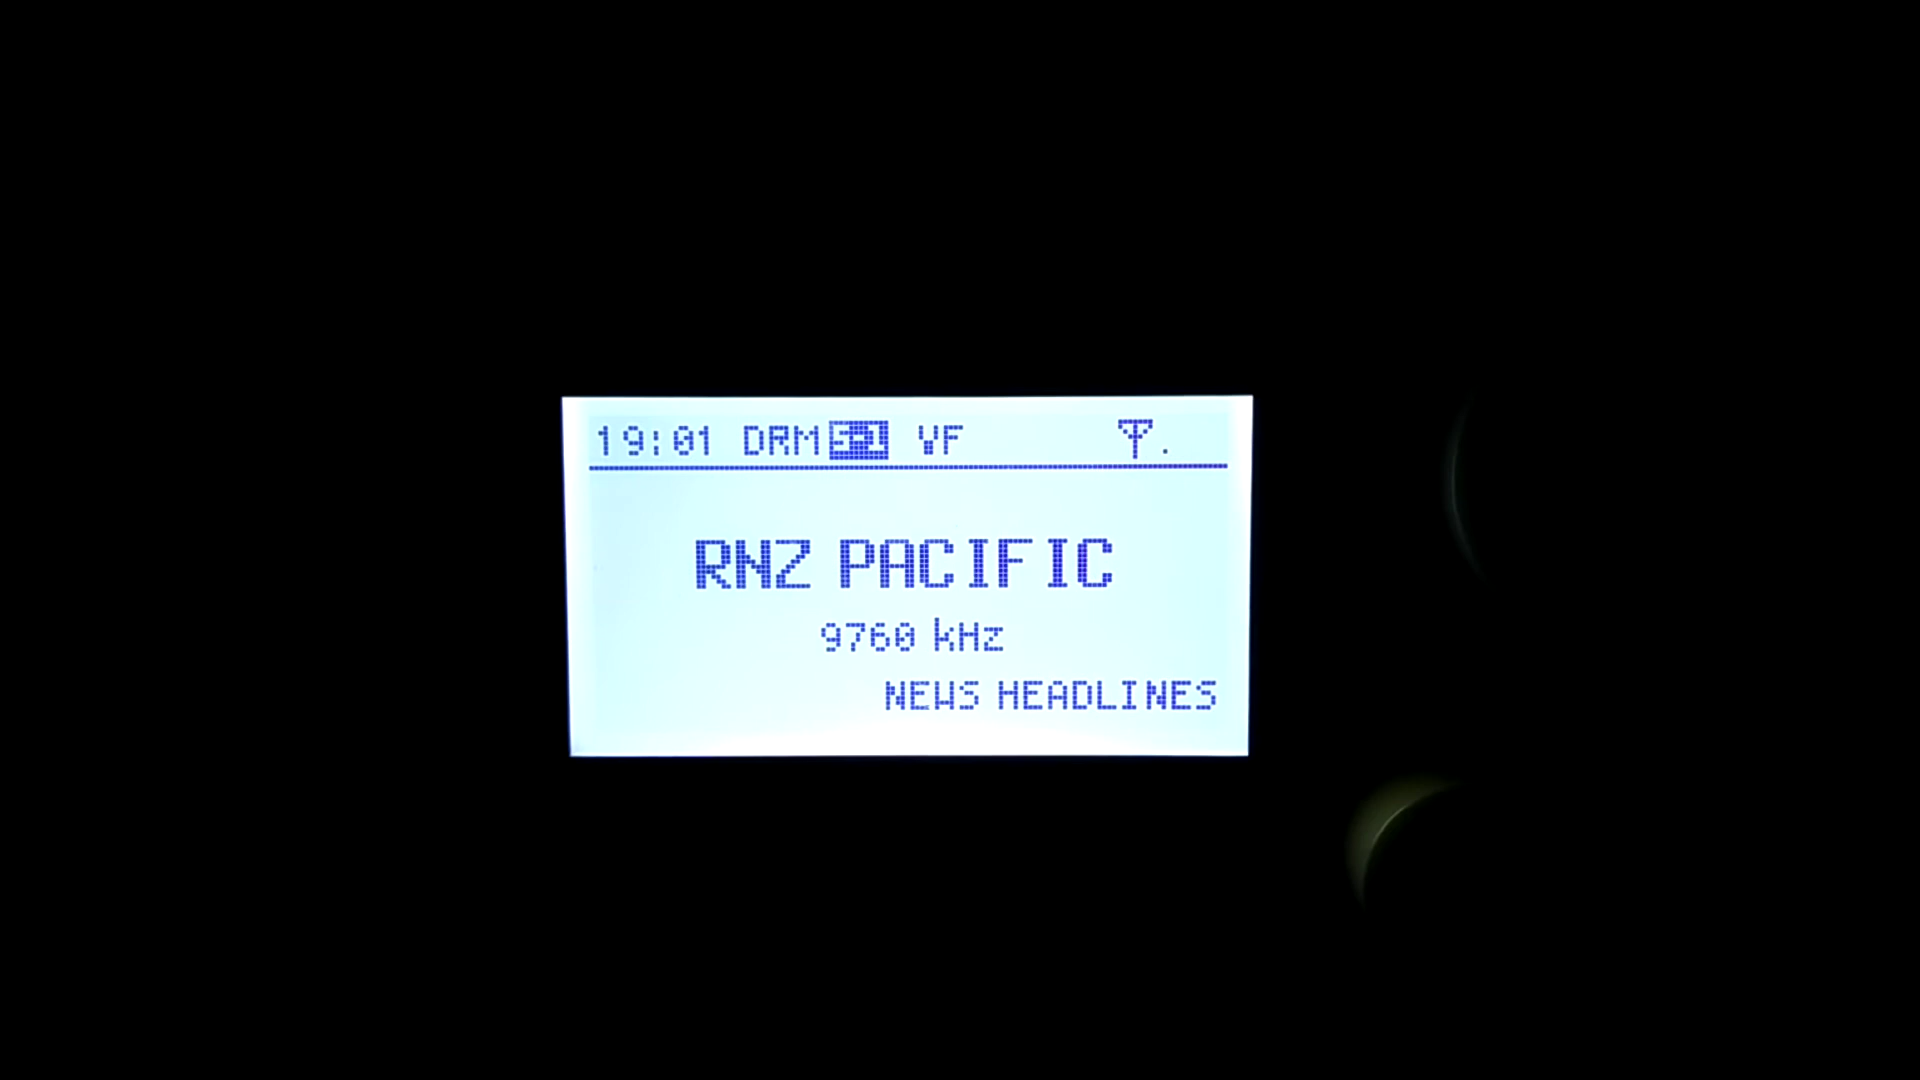 19:01 DRM VF
RNZ PACIFIC
9760 kHz
NEWS HEADLINES